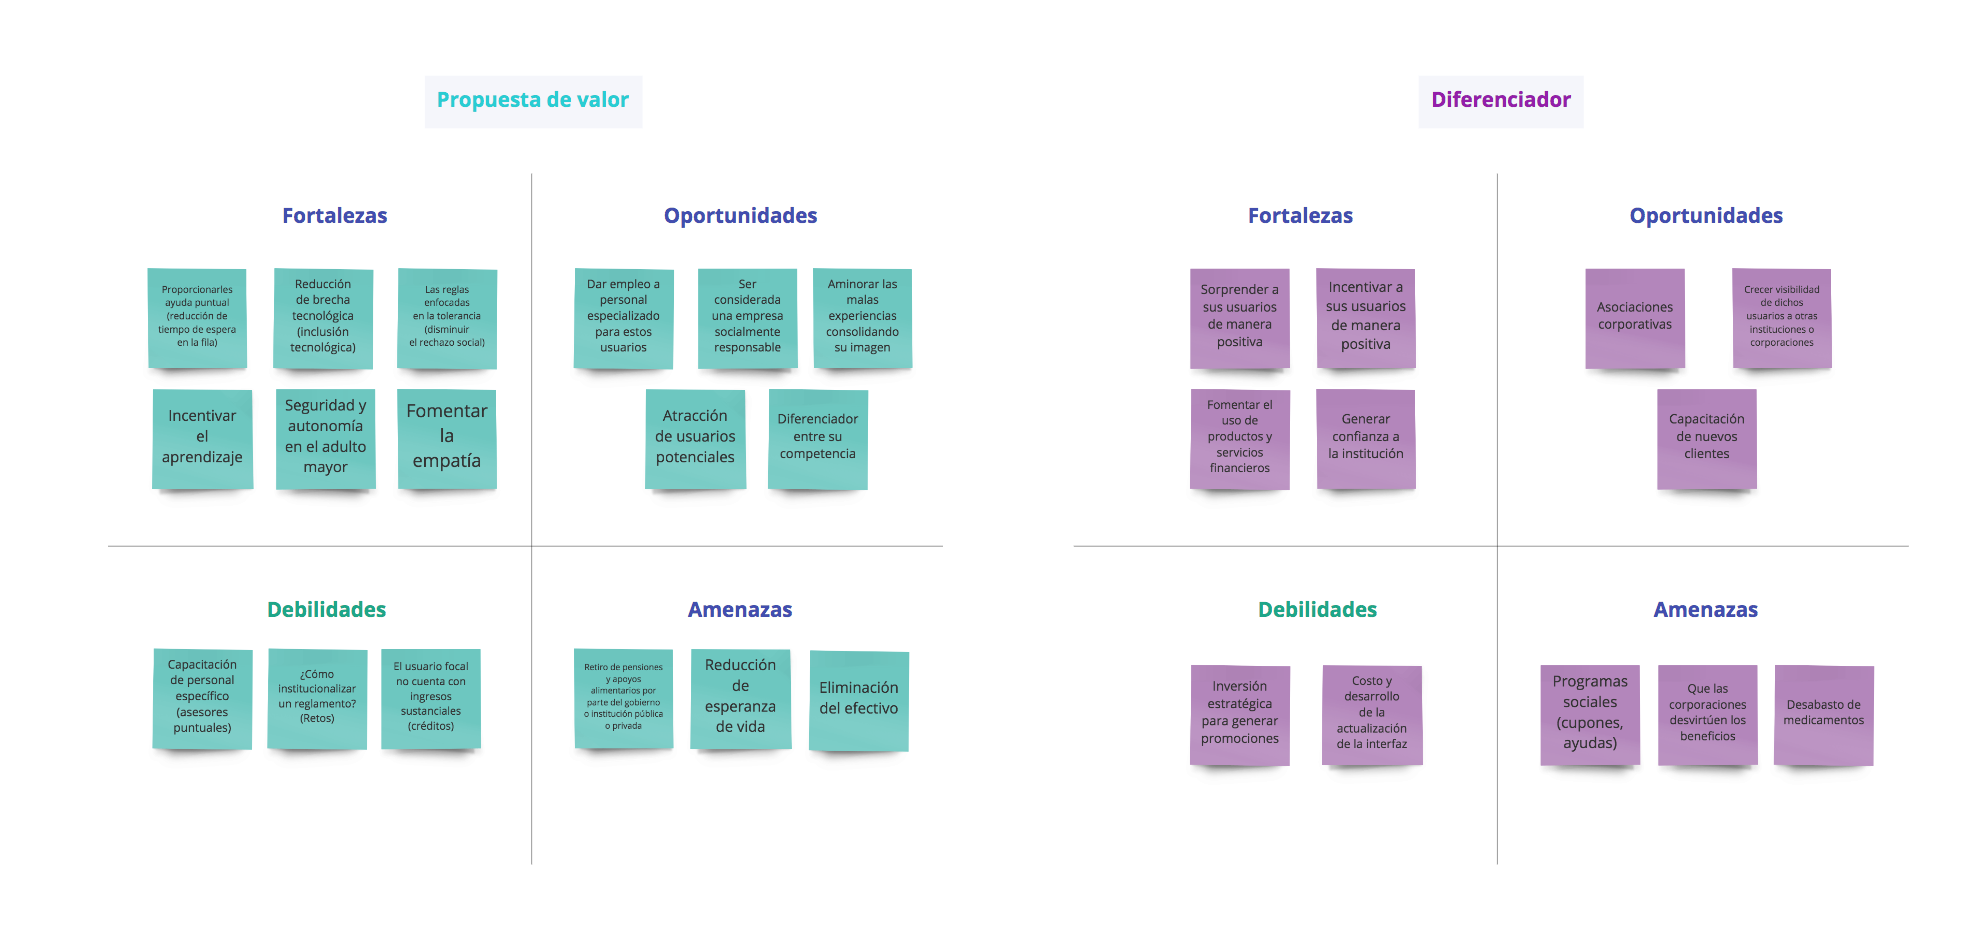 Propuesta de valor
Fortalezas
Proporcionarles
ayuda puntual
(reducción de
tiempo de espera
en la fila)
Reducción
de brecha
tecnológica
(inclusión
tecnológica)
Las reglas
enfocadas
en la tolerancia
(disminuir
el rechazo social)
Incentivar
el
aprendizaje
Seguridad y
autonomía
en el adulto
mayor
Fomentar
la
empatía
Oportunidades
Dar empleo a
personal
especializado
para estos
usuarios
Ser
considerada
una empresa
socialmente
responsable
Aminorar las
malas
experiencias
consolidando
su imagen
Atracción
de usuarios
potenciales
Diferenciador
entre su
competencia
Debilidades
Capacitación
de personal
específico
(asesores
puntuales)
¿Cómo
institucionalizar
un reglamento?
(Retos)
El usuario focal
no cuenta con
ingresos
sustanciales
(créditos)
Amenazas
Retiro de pensiones
y apoyos
alimentarios por
parte del gobierno
o institución pública
o privada
Reducción
de
esperanza
de vida
Eliminación
del efectivo
Diferenciador
Fortalezas
Sorprender a
sus usuarios
de manera
positiva
Incentivar a
sus usuarios
de manera
positiva
Fomentar el
uso de
productos y
servicios
financieros
Generar
confianza a
la institución
Oportunidades
Asociaciones
corporativas
Crecer visibilidad
de dichos
usuarios a otras
instituciones o
corporaciones
Capacitación
de nuevos
clientes
Debilidades
Inversión
estratégica
para generar
promociones
Costo y
desarrollo
de la
actualización
de la interfaz
Amenazas
Programas
sociales
(cupones,
ayudas)
Que las
corporaciones
desvirtúen los
beneficios
Desabasto de
medicamentos